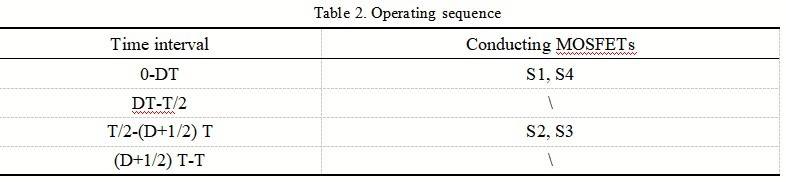 Table 2. Operating sequence
Time interval Conducting MOSFETs
0-DT S1, S4
DT-T/2 \
T/2-(D+1/2) T S2, S3
(D+1/2) T-T \